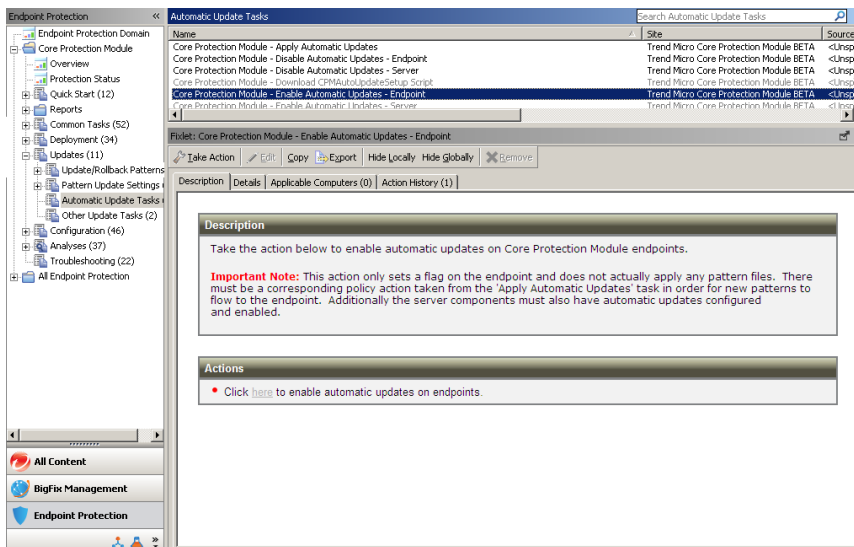 Endpoint Protection «
Endpoint Protection Domain
Core Protection Module
Overview
Protection Status
Quick Start (12)
Reports
Common Tasks (52)
Deployment (34)
Updates (11)
Update/Rollback Patterns
Pattern Update Settings
Automatic Update Tasks
Other Update Tasks (2)
Configuration (46)
Analyses (37)
Troubleshooting (22)
All Endpoint Protection
All Content
BigFix Management
Endpoint Protection
Automatic Update Tasks Search Automatic Update Tasks
Name Site Source
Core Protection Module - Apply Automatic Updates Trend Micro Core Protection Module BETA <Unsp
Core Protection Module - Disable Automatic Updates - Endpoint Trend Micro Core Protection Module BETA <Unsp
Core Protection Module - Disable Automatic Updates - Server Trend Micro Core Protection Module BETA <Unsp
Core Protection Module - Download CPMAutoUpdateSetup Script Trend Micro Core Protection Module BETA <Unsp
Core Protection Module - Enable Automatic Updates - Endpoint Trend Micro Core Protection Module BETA <Unsp
Core Protection Module - Enable Automatic Updates - Server Trend Micro Core Protection Module BETA <Unsp
Fixlet: Core Protection Module - Enable Automatic Updates - Endpoint
Take Action Edit Copy Export Hide Locally Hide Globally Remove
Description Details Applicable Computers (0) Action History (1)
Description
Take the action below to enable automatic updates on Core Protection Module endpoints.
Important Note: This action only sets a flag on the endpoint and does not actually apply any pattern files. There
must be a corresponding policy action taken from the 'Apply Automatic Updates' task in order for new patterns to
flow to the endpoint. Additionally the server components must also have automatic updates configured
and enabled.
Actions
Click here to enable automatic updates on endpoints.